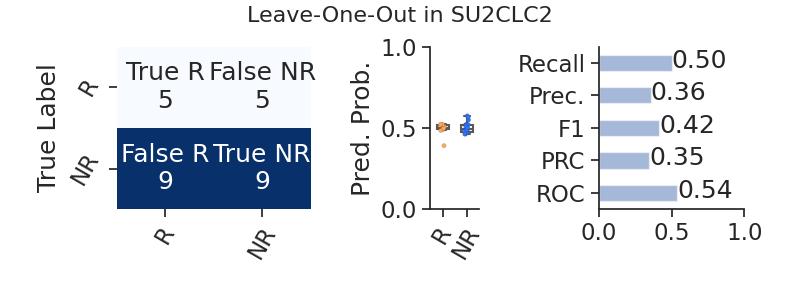 Leave-One-Out in SU2CLC2
True Label
R
NR
True R False NR
5 5
False R True NR
9 9
R NR
Pred. Prob.
1.0
0.5
0.0
R NR
Recall 0.50
Prec. 0.36
F1 0.42
PRC 0.35
ROC 0.54
0.0 0.5 1.0